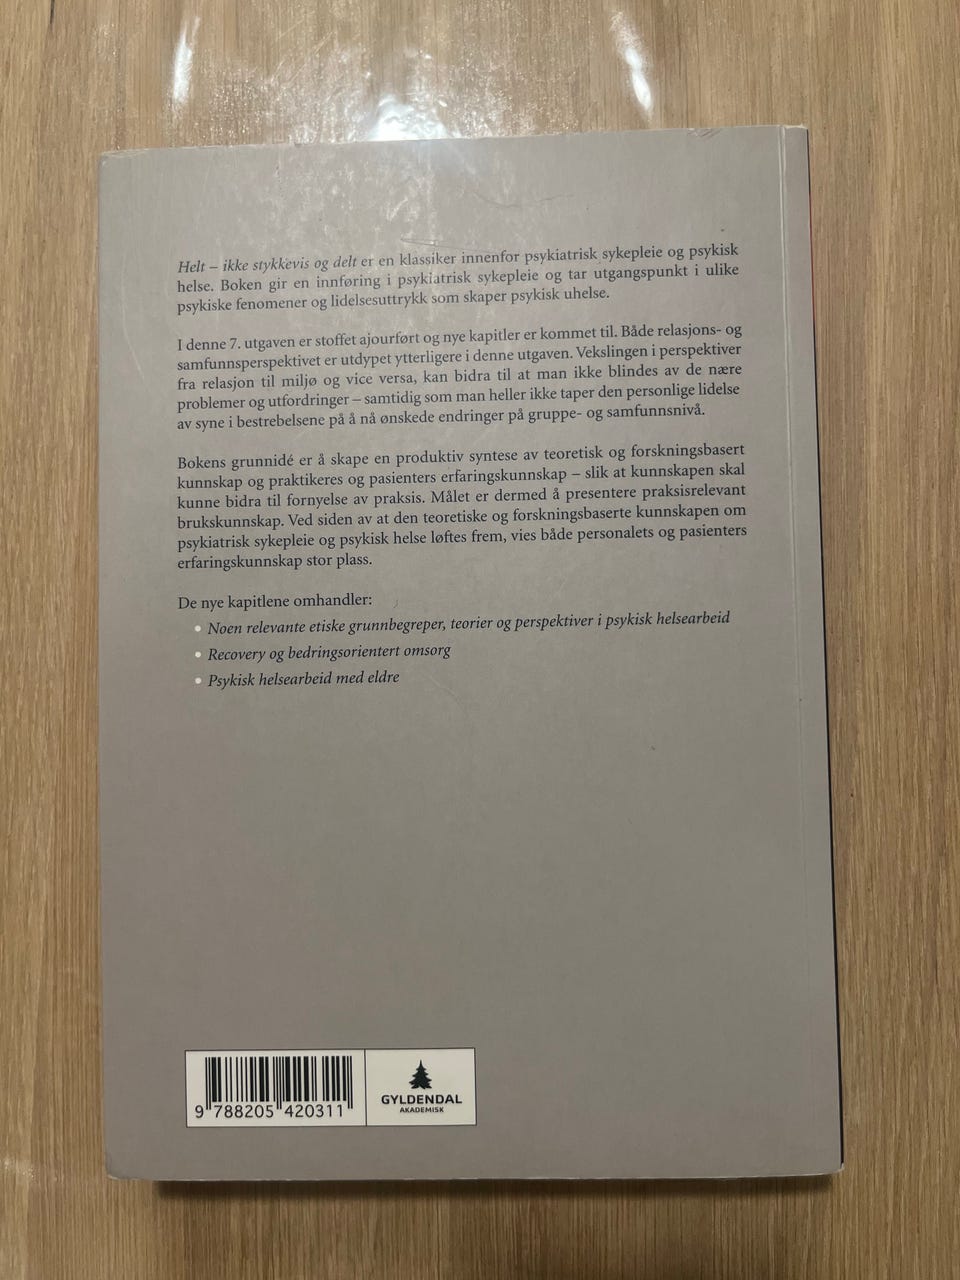 Helt – ikke stykkevis og delt er en klassiker innenfor psykiatrisk sykepleie og psykisk
helse. Boken gir en innføring i psykiatrisk sykepleie og tar utgangspunkt i ulike
psykiske fenomener og lidelsesuttrykk som skaper psykisk uhelse.
I denne 7. utgaven er stoffet ajourført og nye kapitler er kommet til. Både relasjons- og
samfunnsperspektivet er utdypet ytterligere i denne utgaven. Vekslingen i perspektiver
fra relasjon til miljø og vice versa, kan bidra til at man ikke blindes av de nære
problemer og utfordringer – samtidig som man heller ikke taper den personlige lidelse
av syne i bestrebelsene på å nå ønskede endringer på gruppe- og samfunnsnivå.
Bokens grunnidé er å skape en produktiv syntese av teoretisk og forskningsbasert
kunnskap og praktikeres og pasienters erfaringskunnskap – slik at kunnskapen skal
kunne bidra til fornyelse av praksis. Målet er dermed å presentere praksisrelevant
brukskunnskap. Ved siden av at den teoretiske og forskningsbaserte kunnskapen om
psykiatrisk sykepleie og psykisk helse løftes frem, vies både personalets og pasienters
erfaringskunnskap stor plass.
De nye kapitlene omhandler:
• Noen relevante etiske grunnbegreper, teorier og perspektiver i psykisk helsearbeid
• Recovery og bedringsorientert omsorg
• Psykisk helsearbeid med eldre
9 788205 420311
GYLDENDAL
AKADEMISK